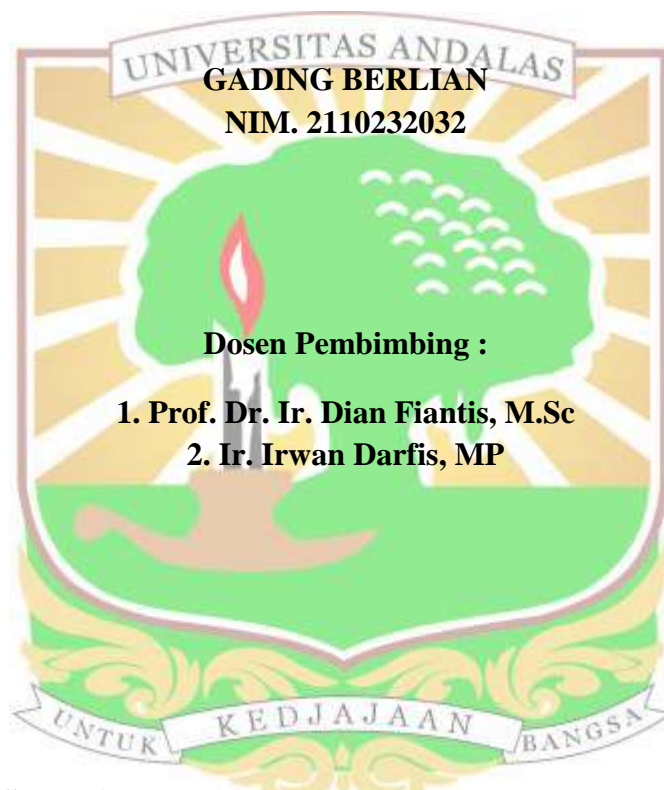 UNIVERSITAS ANDALAS
GADING BERLIAN
NIM. 2110232032
Dosen Pembimbing :
1. Prof. Dr. Ir. Dian Fiantis, M.Sc
2. Ir. Irwan Darfis, MP
UNTUK KEDJAJAAN BANGSA